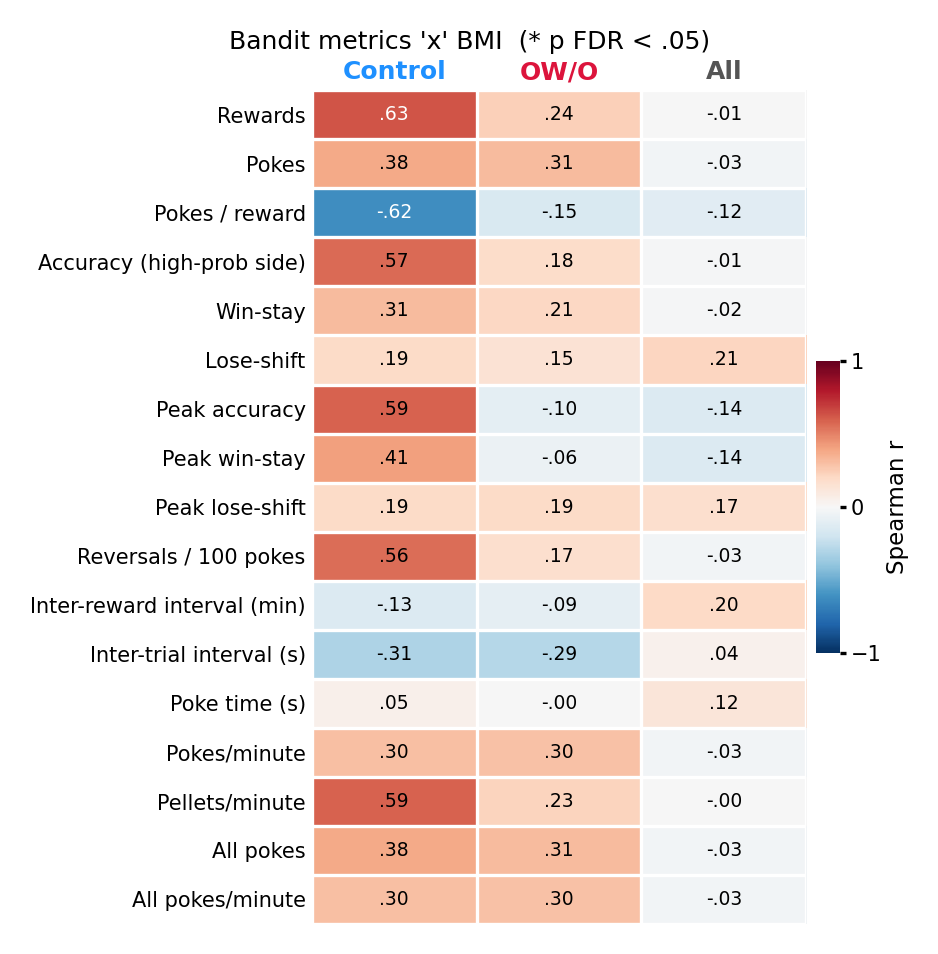 Bandit metrics 'x' BMI  (* p FDR < .05)
Control OW/O All
Rewards .63 .24 -.01
Pokes .38 .31 -.03
Pokes / reward -.62 -.15 -.12
Accuracy (high-prob side) .57 .18 -.01
Win-stay .31 .21 -.02
Lose-shift .19 .15 .21
Peak accuracy .59 -.10 -.14
Peak win-stay .41 -.06 -.14
Peak lose-shift .19 .19 .17
Reversals / 100 pokes .56 .17 -.03
Inter-reward interval (min) -.13 -.09 .20
Inter-trial interval (s) -.31 -.29 .04
Poke time (s) .05 -.00 .12
Pokes/minute .30 .30 -.03
Pellets/minute .59 .23 -.00
All pokes .38 .31 -.03
All pokes/minute .30 .30 -.03
1
0
−1
Spearman r